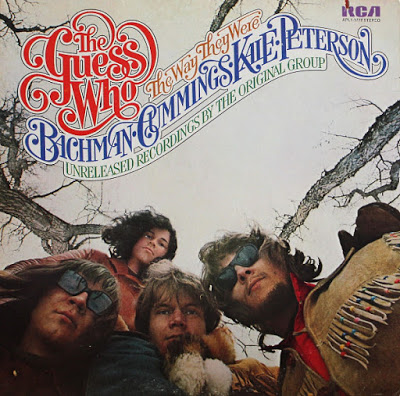 The
Guess
Who
The Way They Were
Bachman·Cummings·Kale·Peterson
UNRELEASED RECORDINGS BY THE ORIGINAL GROUP
RCA